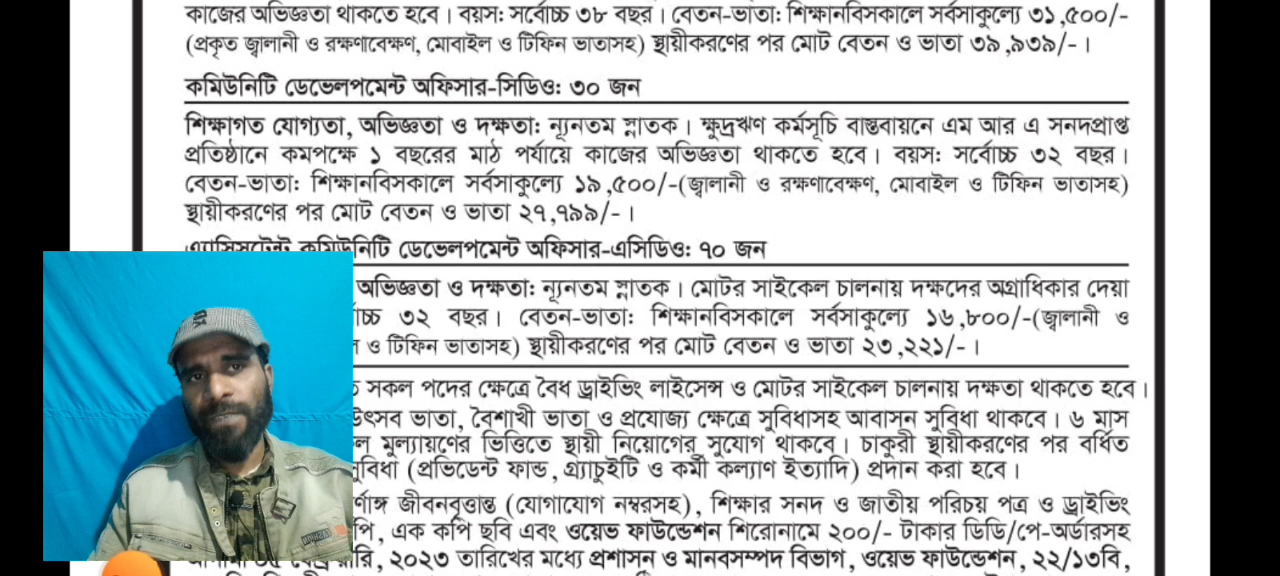 কাজের অভিজ্ঞতা থাকতে হবে। বয়স: সর্বোচ্চ ৩৮ বছর। বেতন-ভাতা: শিক্ষানবিসকালে সর্বসাকুল্যে ৩১,৫০০/-
(প্রকৃত জ্বালানী ও রক্ষণাবেক্ষণ, মোবাইল ও টিফিন ভাতাসহ) স্থায়ীকরণের পর মোট বেতন ও ভাতা ৩৯,৯৩৯/-।
কমিউনিটি ডেভেলপমেন্ট অফিসার-সিডিও: ৩০ জন
শিক্ষাগত যোগ্যতা, অভিজ্ঞতা ও দক্ষতা: ন্যূনতম স্নাতক। ক্ষুদ্রঋণ কর্মসূচি বাস্তবায়নে এম আর এ সনদপ্রাপ্ত
প্রতিষ্ঠানে কমপক্ষে ১ বছরের মাঠ পর্যায়ে কাজের অভিজ্ঞতা থাকতে হবে। বয়স: সর্বোচ্চ ৩২ বছর।
বেতন-ভাতা: শিক্ষানবিসকালে সর্বসাকুল্যে ১৯,৫০০/-(জ্বালানী ও রক্ষণাবেক্ষণ, মোবাইল ও টিফিন ভাতাসহ)
স্থায়ীকরণের পর মোট বেতন ও ভাতা ২৭,৭৯৯/-।
এ্যাসিসটেন্ট কমিউনিটি ডেভেলপমেন্ট অফিসার-এসিডিও: ৭০ জন
অভিজ্ঞতা ও দক্ষতা: ন্যূনতম স্নাতক। মোটর সাইকেল চালনায় দক্ষদের অগ্রাধিকার দেয়া
৩২ বছর। বেতন-ভাতা: শিক্ষানবিসকালে সর্বসাকুল্যে ১৬,৮০০/-(জ্বালানী ও
ও টিফিন ভাতাসহ) স্থায়ীকরণের পর মোট বেতন ও ভাতা ২৩,২২১/-।
সকল পদের ক্ষেত্রে বৈধ ড্রাইভিং লাইসেন্স ও মোটর সাইকেল চালনায় দক্ষতা থাকতে হবে।
উৎসব ভাতা, বৈশাখী ভাতা ও প্রযোজ্য ক্ষেত্রে সুবিধাসহ আবাসন সুবিধা থাকবে। ৬ মাস
মুল্যায়ণের ভিত্তিতে স্থায়ী নিয়োগের সুযোগ থাকবে। চাকুরী স্থায়ীকরণের পর বর্ধিত
(প্রভিডেন্ট ফান্ড, গ্র্যাচুইটি ও কর্মী কল্যাণ ইত্যাদি) প্রদান করা হবে।
জীবনবৃত্তান্ত (যোগাযোগ নম্বরসহ), শিক্ষার সনদ ও জাতীয় পরিচয় পত্র ও ড্রাইভিং
এক কপি ছবি এবং ওয়েভ ফাউন্ডেশন শিরোনামে ২০০/- টাকার ডিডি/পে-অর্ডারসহ
২০২৩ তারিখের মধ্যে প্রশাসন ও মানবসম্পদ বিভাগ, ওয়েভ ফাউন্ডেশন, ২২/১৩বি,